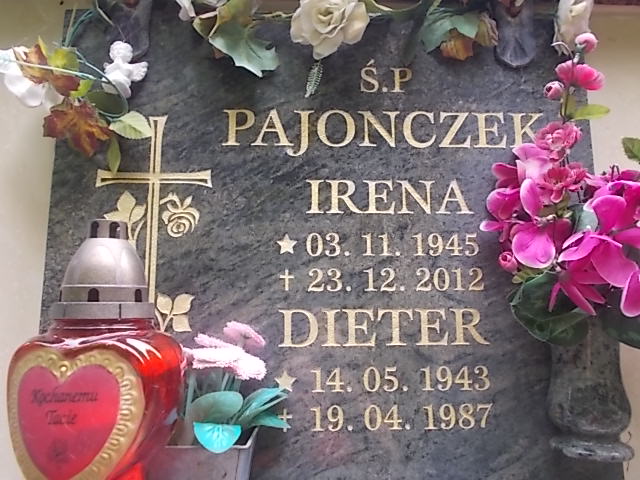 Ś.P
PAJONCZEK
IRENA
03. 11. 1945
✝ 23. 12. 2012
DIETER
14. 05. 1943
✝ 19. 04. 1987
Kochanemu
Tacie